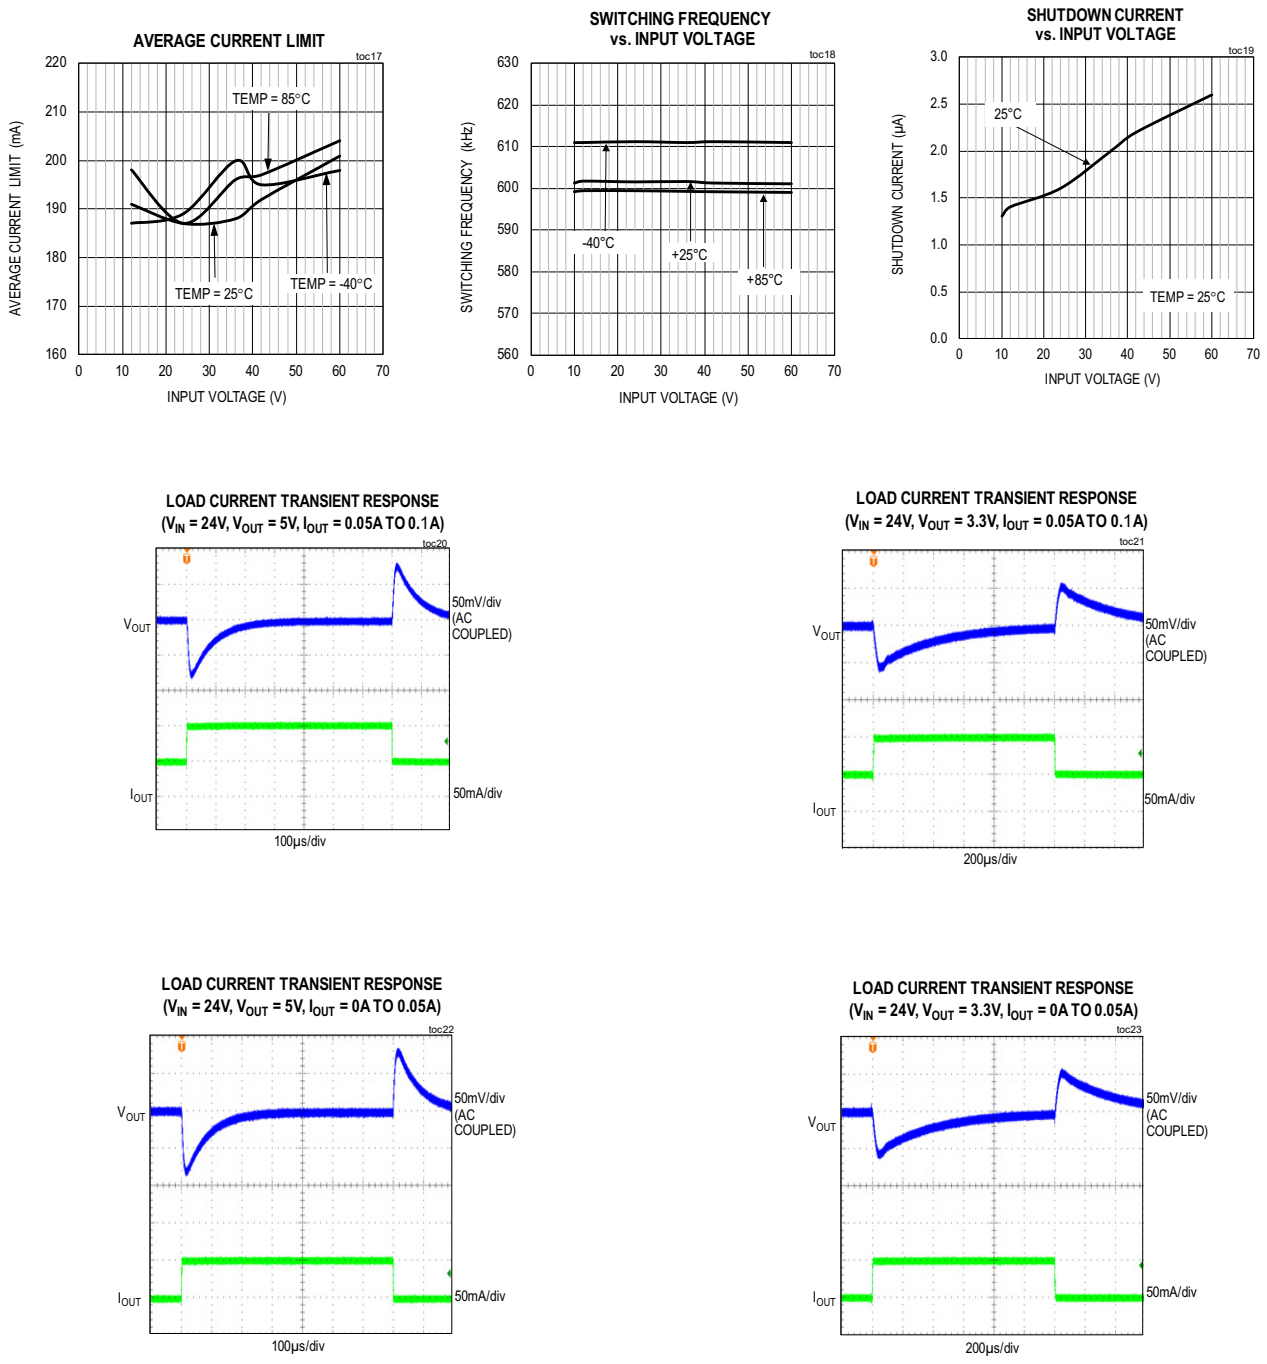 AVERAGE CURRENT LIMIT
toc17
220
210
200
190
180
170
160
AVERAGE CURRENT LIMIT (mA)
TEMP = 85°C
TEMP = 25°C
TEMP = -40°C
0 10 20 30 40 50 60 70
INPUT VOLTAGE (V)
SWITCHING FREQUENCY
vs. INPUT VOLTAGE
toc18
630
620
610
600
590
580
570
560
SWITCHING FREQUENCY (kHz)
-40°C
+25°C
+85°C
0 10 20 30 40 50 60 70
INPUT VOLTAGE (V)
SHUTDOWN CURRENT
vs. INPUT VOLTAGE
toc19
3.0
2.5
2.0
1.5
1.0
0.5
0.0
SHUTDOWN CURRENT (µA)
25°C
TEMP = 25°C
0 10 20 30 40 50 60 70
INPUT VOLTAGE (V)
LOAD CURRENT TRANSIENT RESPONSE
(VIN = 24V, VOUT = 5V, IOUT = 0.05A TO 0.1A)
toc20
T
VOUT
50mV/div
(AC
COUPLED)
IOUT
50mA/div
100µs/div
LOAD CURRENT TRANSIENT RESPONSE
(VIN = 24V, VOUT = 3.3V, IOUT = 0.05A TO 0.1A)
toc21
T
VOUT
50mV/div
(AC
COUPLED)
IOUT
50mA/div
200µs/div
LOAD CURRENT TRANSIENT RESPONSE
(VIN = 24V, VOUT = 5V, IOUT = 0A TO 0.05A)
toc22
T
VOUT
50mV/div
(AC
COUPLED)
IOUT
50mA/div
100µs/div
LOAD CURRENT TRANSIENT RESPONSE
(VIN = 24V, VOUT = 3.3V, IOUT = 0A TO 0.05A)
toc23
T
VOUT
50mV/div
(AC
COUPLED)
IOUT
50mA/div
200µs/div